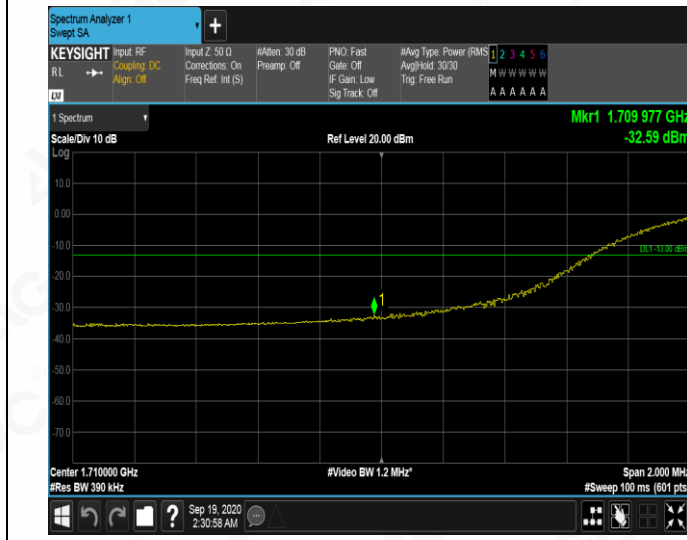 Spectrum Analyzer 1
Swept SA
+
KEYSIGHT Input: RF
RL Coupling: DC
Align: Off
LXI
Input Z: 50 Ω
Corrections: On
Freq Ref: Int (S)
#Atten: 30 dB
Preamp: Off
PNO: Fast
Gate: Off
IF Gain: Low
Sig Track: Off
#Avg Type: Power (RMS
Avg|Hold: 30/30
Trig: Free Run
1 2 3 4 5 6
M W W W W W
A A A A A A
1 Spectrum
Scale/Div 10 dB
Ref Level 20.00 dBm
Mkr1 1.709 977 GHz
-32.59 dBm
Log
10.0
0.00
-10.0
-20.0
-30.0
-40.0
-50.0
-60.0
-70.0
DL1 -13.00 dBm
1
Center 1.710000 GHz
#Res BW 390 kHz
#Video BW 1.2 MHz*
Span 2.000 MHz
#Sweep 100 ms (601 pts
?
Sep 19, 2020
2:30:58 AM